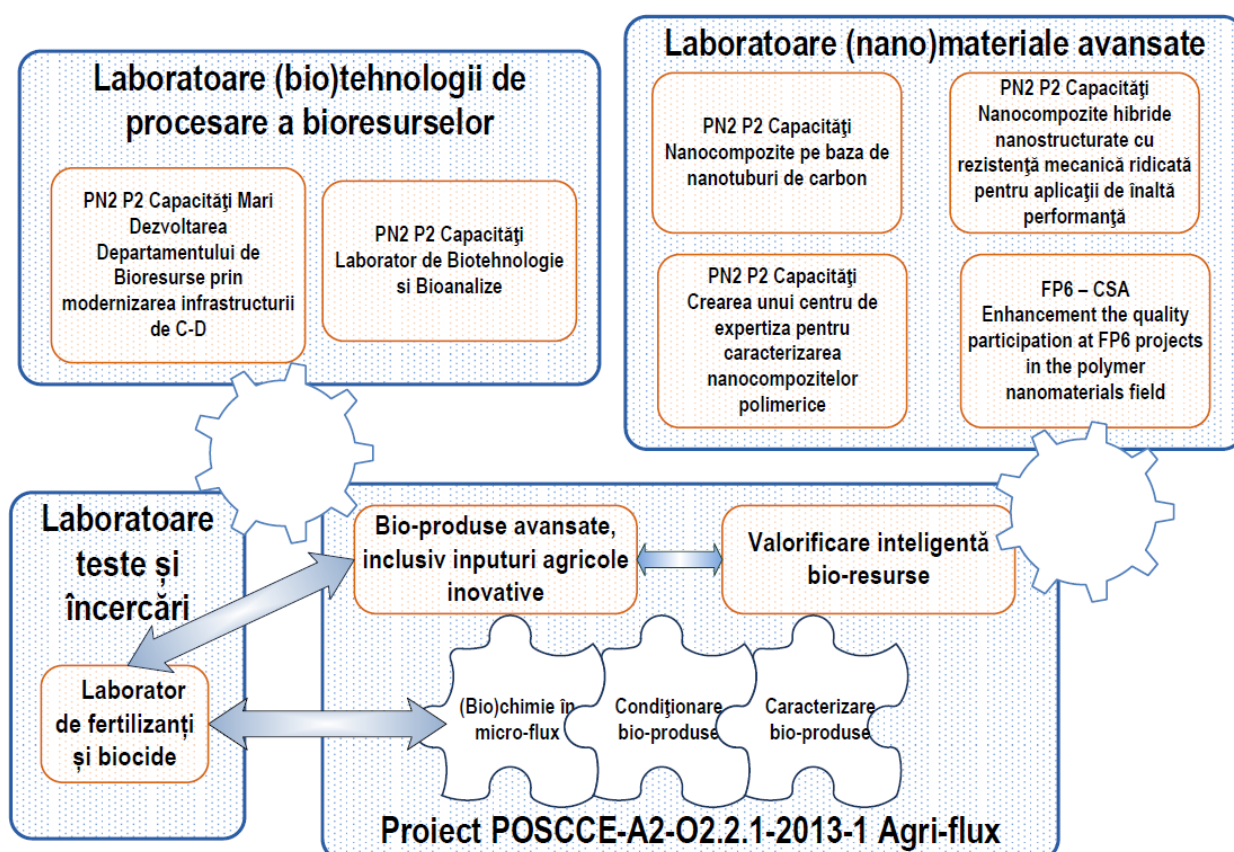 Laboratoare (bio)tehnologii de
procesare a bioresurselor
PN2 P2 Capacităţi Mari
Dezvoltarea
Departamentului de
Bioresurse prin
modernizarea infrastructurii
de C-D
PN2 P2 Capacităţi
Laborator de Biotehnologie
si Bioanalize
Laboratoare (nano)materiale avansate
PN2 P2 Capacităţi
Nanocompozite pe baza de
nanotuburi de carbon
PN2 P2 Capacităţi
Nanocompozite hibride
nanostructurate cu
rezistenţă mecanică ridicată
pentru aplicaţii de înaltă
performanţă
PN2 P2 Capacităţi
Crearea unui centru de
expertiza pentru
caracterizarea
nanocompozitelor
polimerice
FP6 – CSA
Enhancement the quality
participation at FP6 projects
in the polymer
nanomaterials field
Laboratoare
teste și
încercări
Laborator
de fertilizanți
și biocide
Bio-produse avansate,
inclusiv inputuri agricole
inovative
Valorificare inteligentă
bio-resurse
(Bio)chimie în
micro-flux
Condiţionare
bio-produse
Caracterizare
bio-produse
Proiect POSCCE-A2-O2.2.1-2013-1 Agri-flux